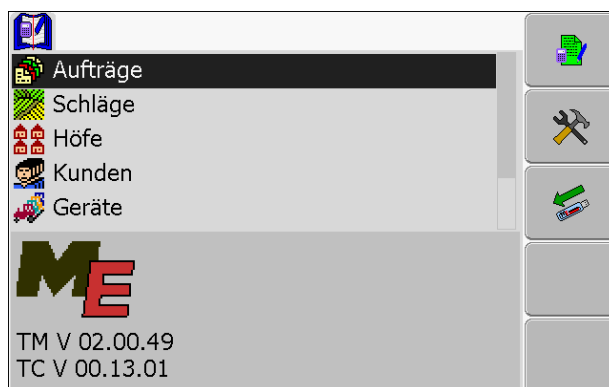 Aufträge
Schläge
Höfe
Kunden
Geräte
ME
TM V 02.00.49
TC V 00.13.01